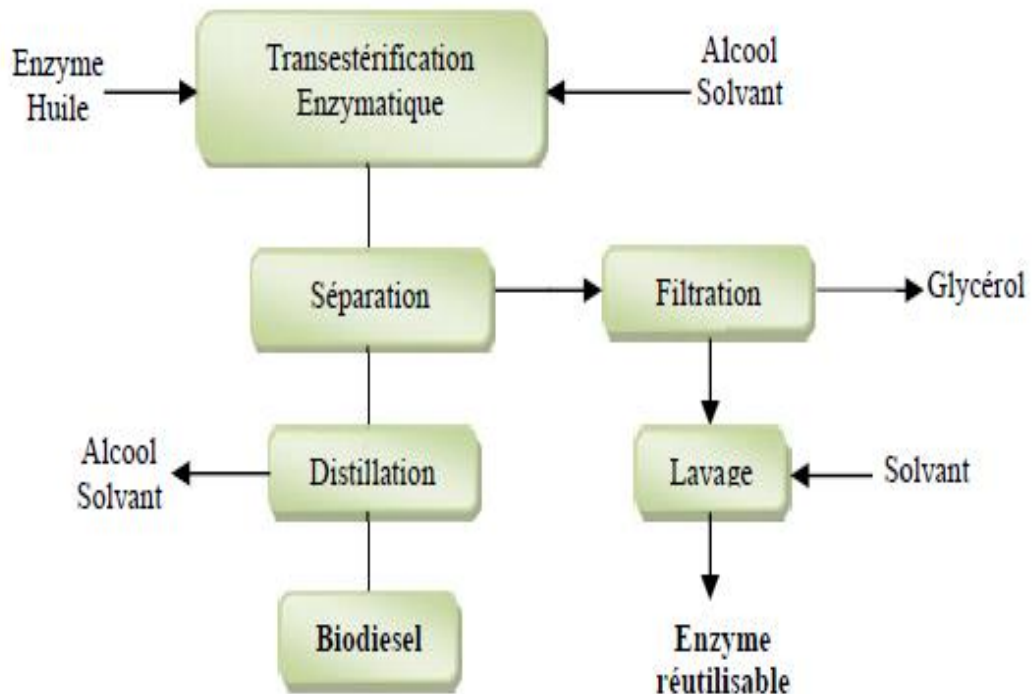 Enzyme
Huile
Transestérification
Enzymatique
Alcool
Solvant
Séparation
Filtration
Glycérol
Alcool
Solvant
Distillation
Lavage
Solvant
Biodiesel
Enzyme
réutilisable